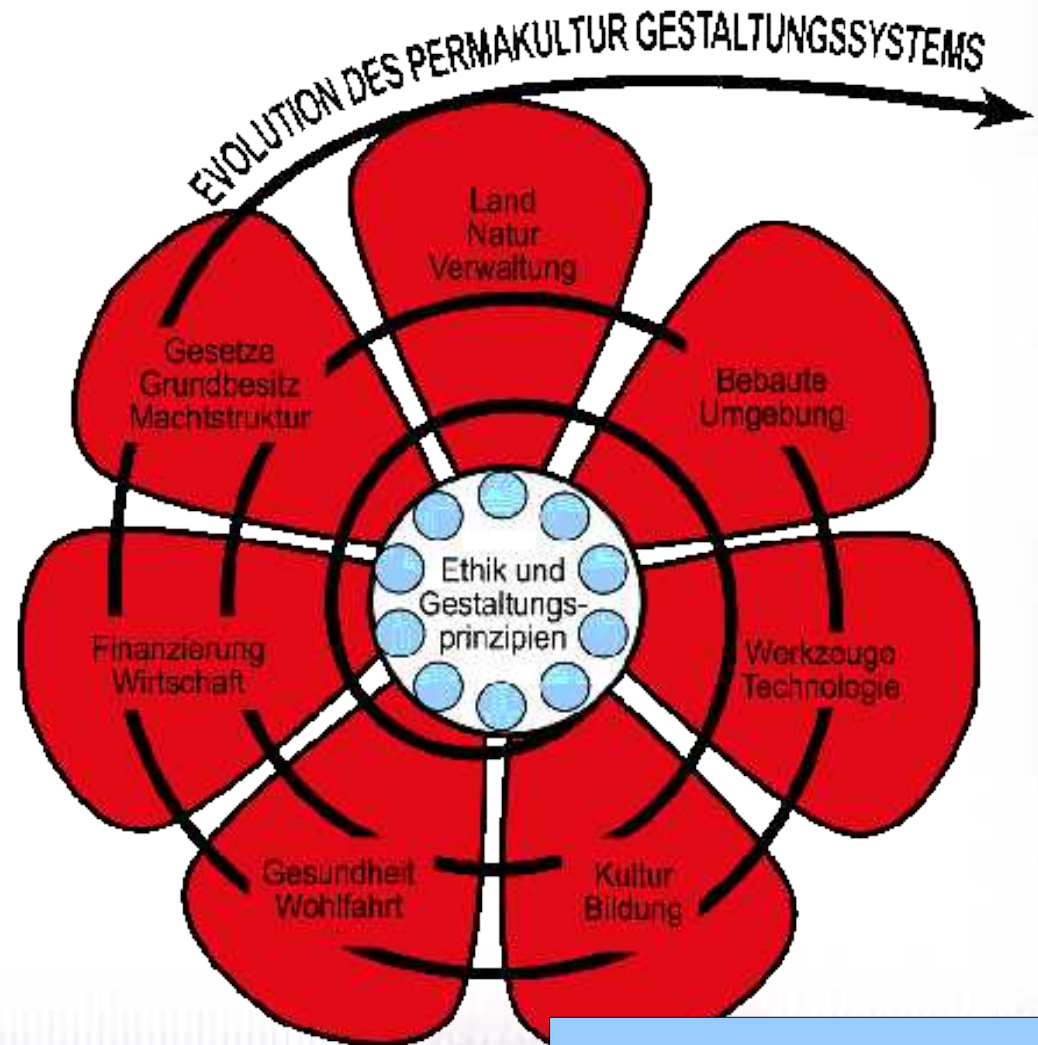 EVOLUTION DES PERMAKULTUR GESTALTUNGSSYSTEMS
Land
Natur
Verwaltung
Bebaute
Umgebung
Werkzeuge
Technologie
Kultur
Bildung
Gesundheit
Wohlfahrt
Finanzierung
Wirtschaft
Gesetze
Grundbesitz
Machtstruktur
Ethik und
Gestaltungs-
prinzipien